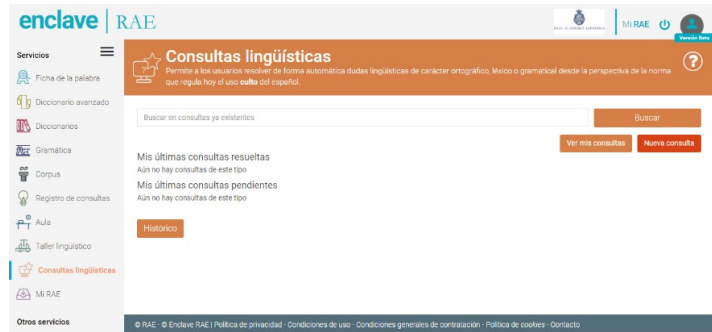 enclave RAE
REAL ACADEMIA ESPAÑOLA
Mi RAE
Versión Beta
Servicios
Ficha de la palabra
Diccionario avanzado
Diccionarios
Gramática
Corpus
Registro de consultas
Aula
Taller lingüístico
Consultas lingüísticas
Mi RAE
Otros servicios
Consultas lingüísticas
Permite a los usuarios resolver de forma automática dudas lingüísticas de carácter ortográfico, léxico o gramatical desde la perspectiva de la norma
que regula hoy el uso culto del español.
?
Buscar en consultas ya existentes
Buscar
Ver mis consultas
Nueva consulta
Mis últimas consultas resueltas
Aún no hay consultas de este tipo
Mis últimas consultas pendientes
Aún no hay consultas de este tipo
Histórico
© RAE - © Enclave RAE | Política de privacidad - Condiciones de uso - Condiciones generales de contratación - Política de cookies - Contacto